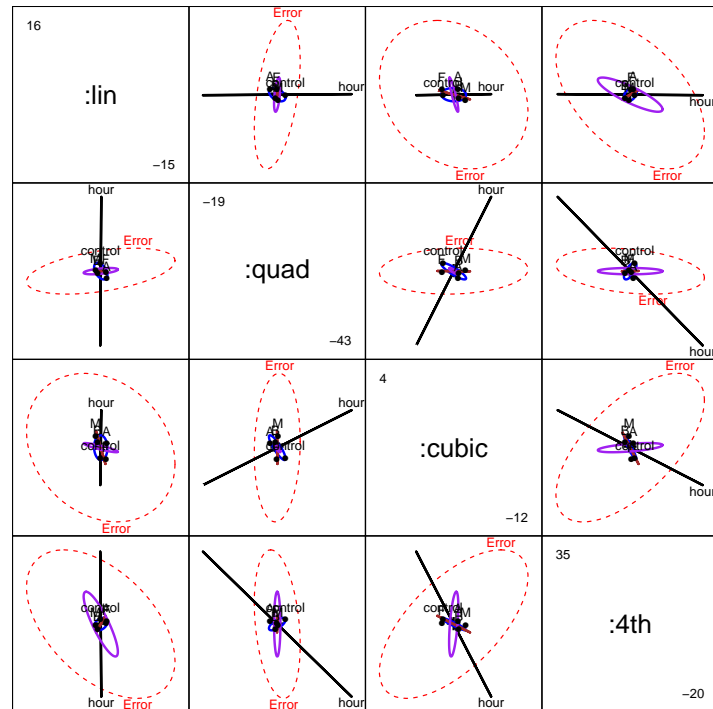 16
:lin
−15
Error
A F
control
hour
control
hour
Error
Error
control
hour
hour
control
Error
−19
:quad
−43
hour
Error
control
control
Error
hour
hour
M
control
Error
Error
M
control
4
:cubic
−12
Error
M
hour
control
hour
Error
control
hour
Error
Error
control
hour
35
:4th
−20